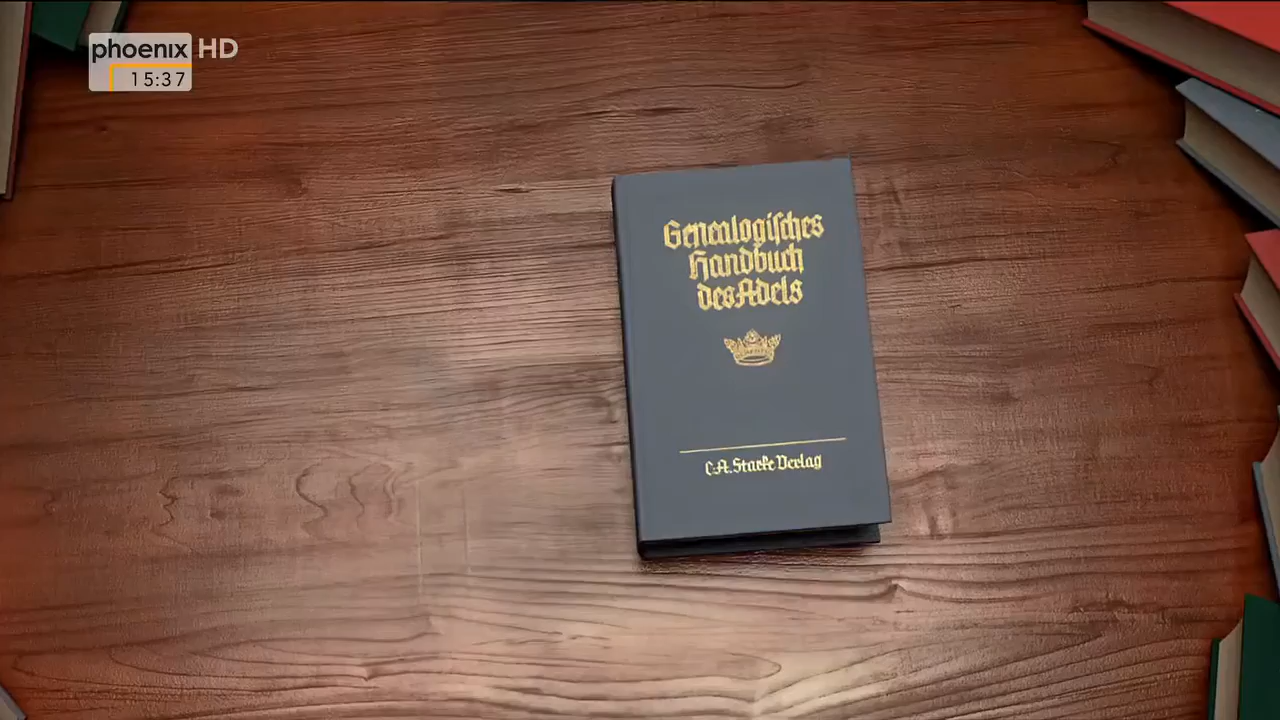 phoenix HD
15:37
Genealogiſches
Handbuch
des Adels
C.A. Starke Verlag